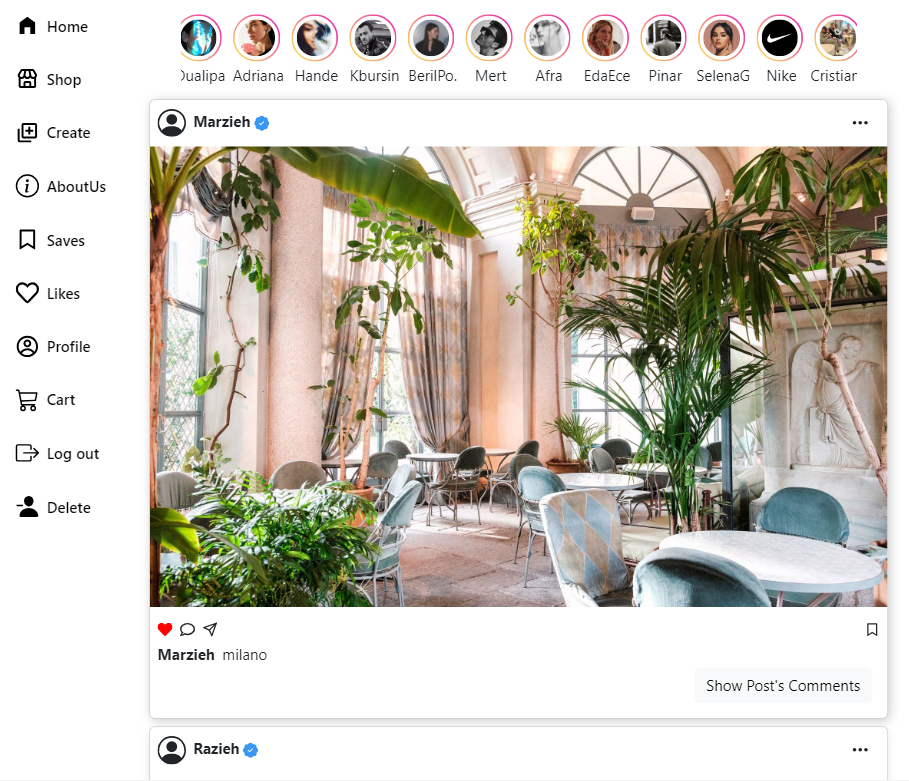 Home
Shop
Create
AboutUs
Saves
Likes
Profile
Cart
Log out
Delete
Dualipa Adriana Hande Kbursin BerilPo. Mert Afra EdaEce Pinar SelenaG Nike Cristiar
Marzieh
Marzieh milano
Show Post's Comments
Razieh